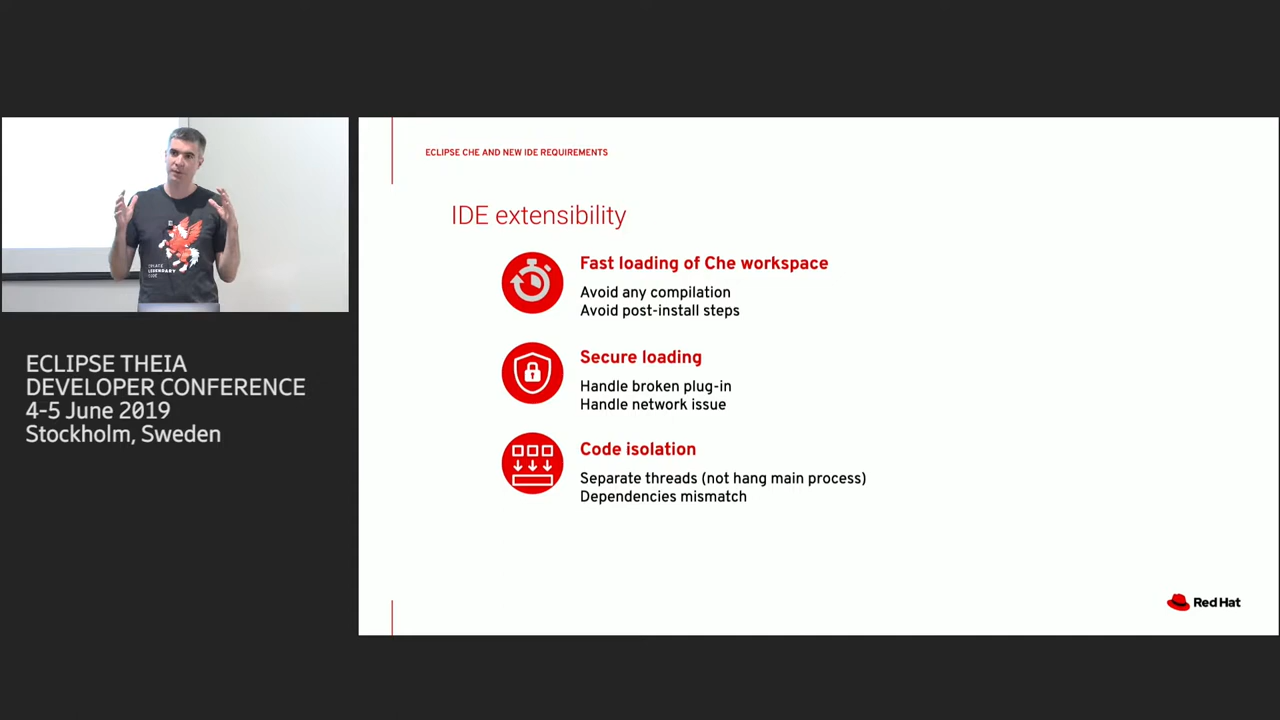 ECLIPSE CHE AND NEW IDE REQUIREMENTS
IDE extensibility
Fast loading of Che workspace
Avoid any compilation
Avoid post-install steps
Secure loading
Handle broken plug-in
Handle network issue
Code isolation
Separate threads (not hang main process)
Dependencies mismatch
Red Hat
LEGENDARY
ECLIPSE THEIA
DEVELOPER CONFERENCE
4-5 June 2019
Stockholm, Sweden